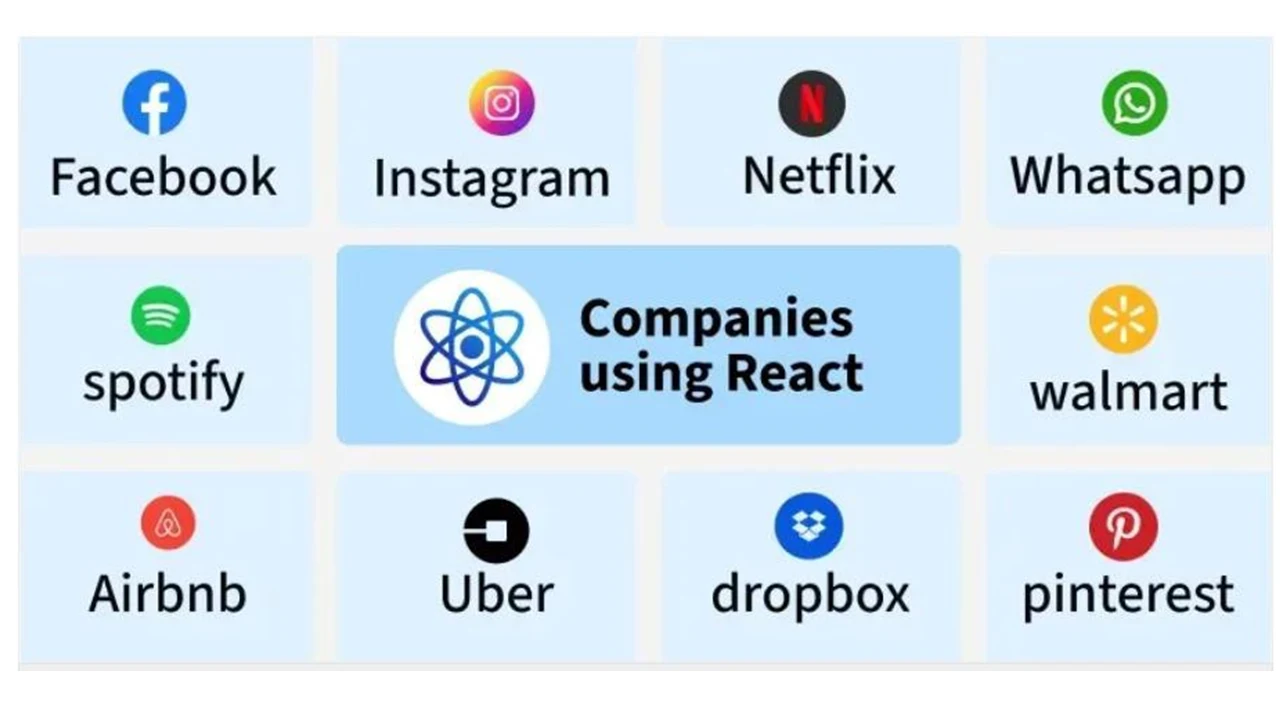 Facebook
Instagram
Netflix
Whatsapp
spotify
Companies
using React
walmart
Airbnb
Uber
dropbox
pinterest